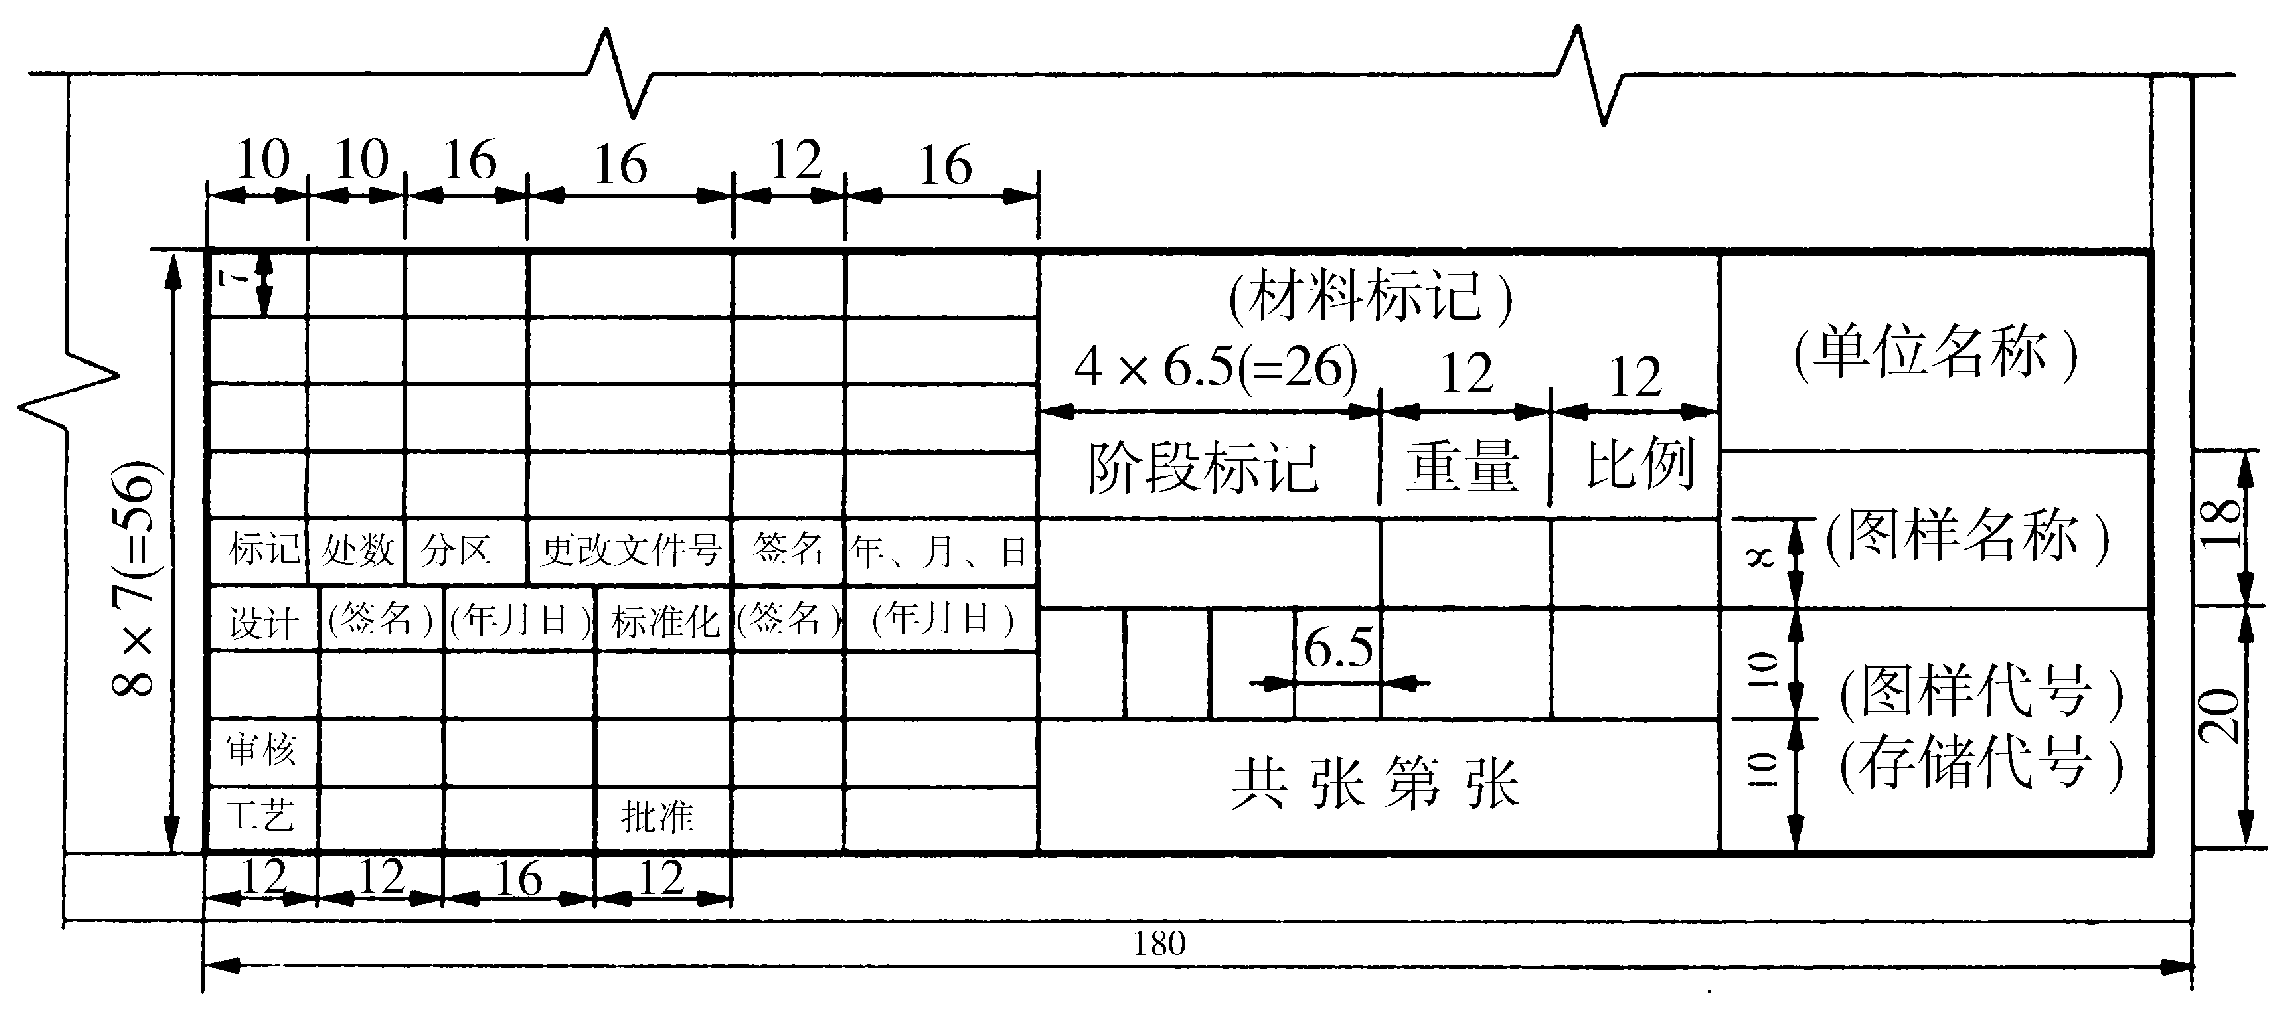 10 10 16 16 12 16
7
(材料标记)
(单位名称)
4 × 6.5(=26) 12 12
阶段标记 重量 比例
8 × 7(=56)
18
(图样名称)
标记 处数 分区 更改文件号 签名 年、月、日
8
设计 (签名) (年月日) 标准化 (签名) (年月日)
6.5
10
(图样代号)
20
审核
(存储代号)
共 张 第 张
10
工艺 批准
12 12 16 12
180